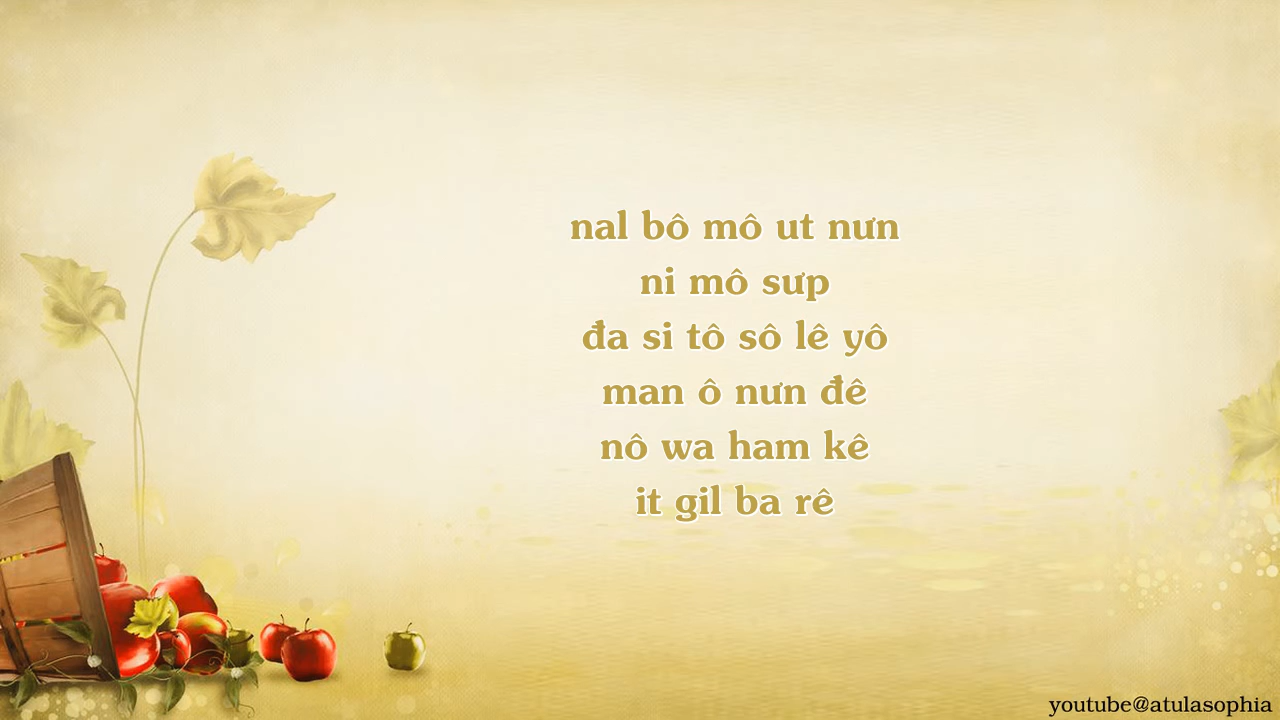 nal bô mô ut nưn
ni mô sưp
đa si tô sô lê yô
man ô nưn đê
nô wa ham kê
it gil ba rê
youtube@atulasophia